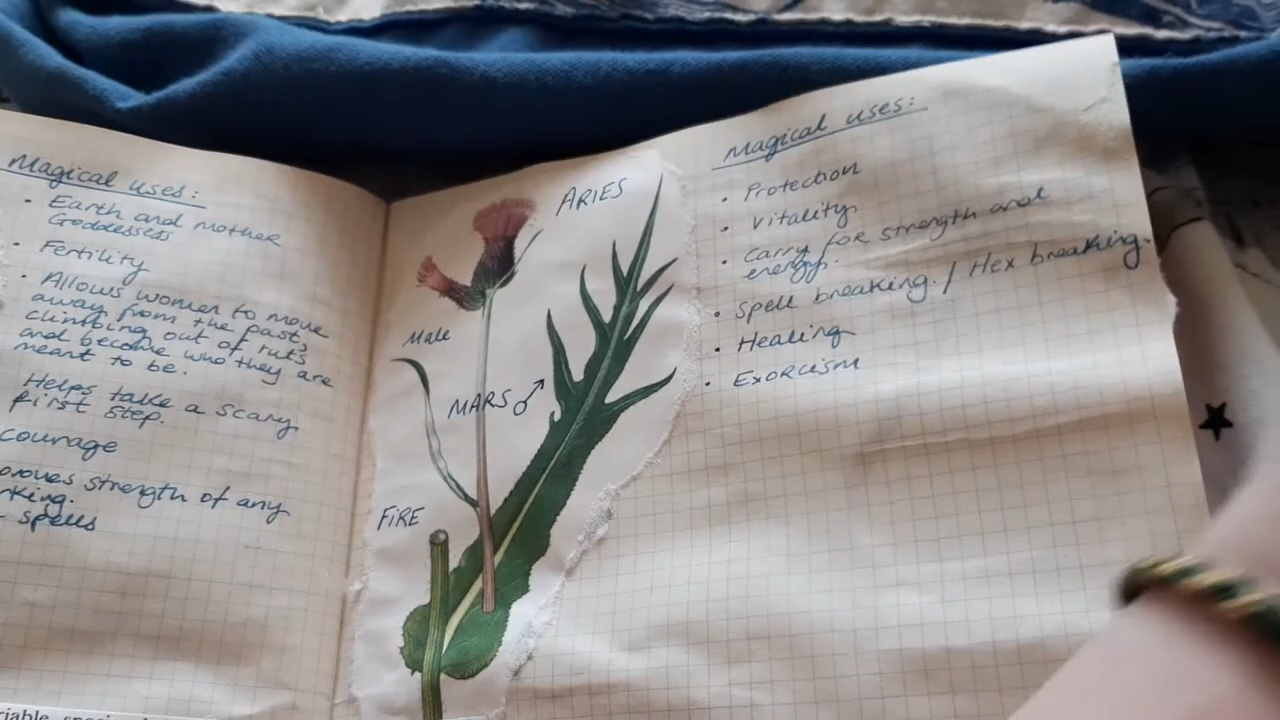 Magical uses:
• Earth and mother
Goddesses
• Fertility
• Allows women to move
away from the past,
climbing out of ruts
and become who they are
meant to be.
Helps take a scary
first step.
courage
strength of any
spells
ARIES
Male
MARS ♂
FIRE
Magical uses:
• Protection
• Vitality
• Carry for strength and
energy.
• Spell breaking. / Hex breaking.
• Healing
• Exorcism